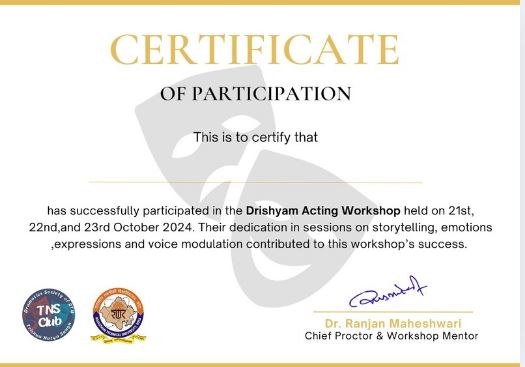 CERTIFICATE
OF PARTICIPATION
This is to certify that
has successfully participated in the Drishyam Acting Workshop held on 21st,
22nd,and 23rd October 2024. Their dedication in sessions on storytelling, emotions
,expressions and voice modulation contributed to this workshop's success.
TNS
Club
Dr. Ranjan Maheshwari
Chief Proctor & Workshop Mentor